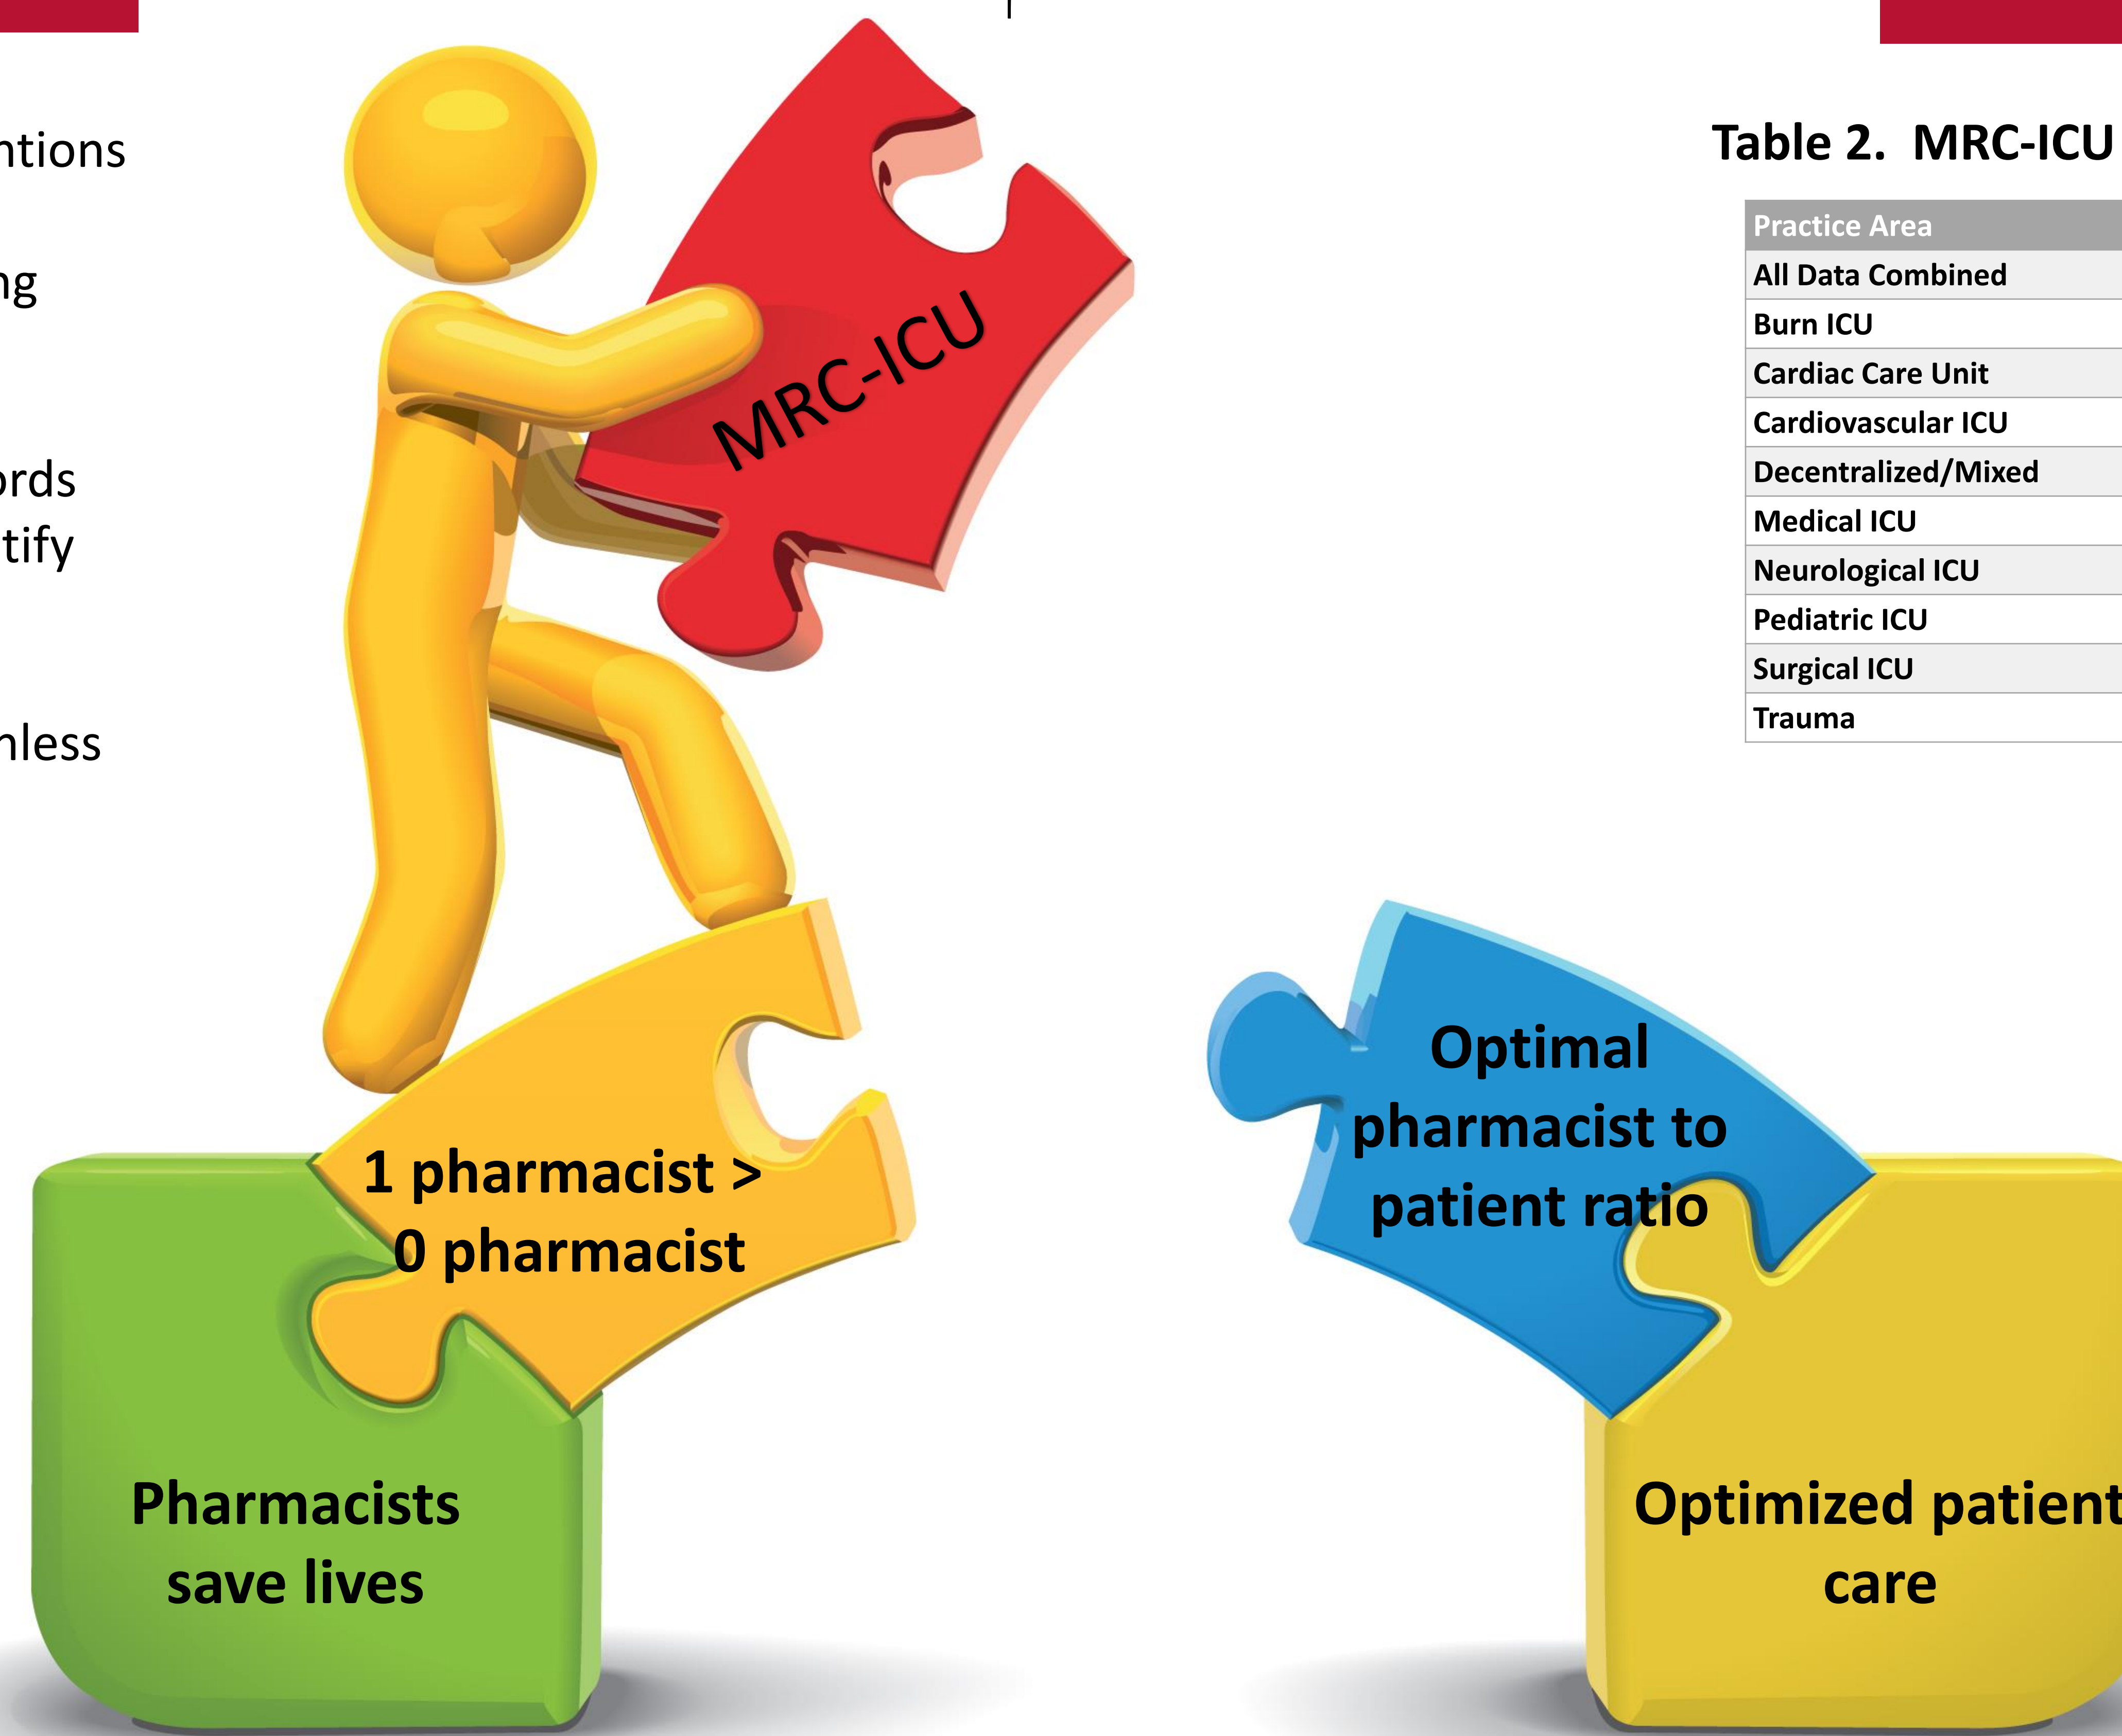 ntions
ng
ords
tify
nless
MRC-ICU
1 pharmacist >
0 pharmacist
Pharmacists
save lives
Optimal
pharmacist to
patient ratio
Optimized patient
care
Table 2.  MRC-ICU
Practice Area
All Data Combined
Burn ICU
Cardiac Care Unit
Cardiovascular ICU
Decentralized/Mixed
Medical ICU
Neurological ICU
Pediatric ICU
Surgical ICU
Trauma